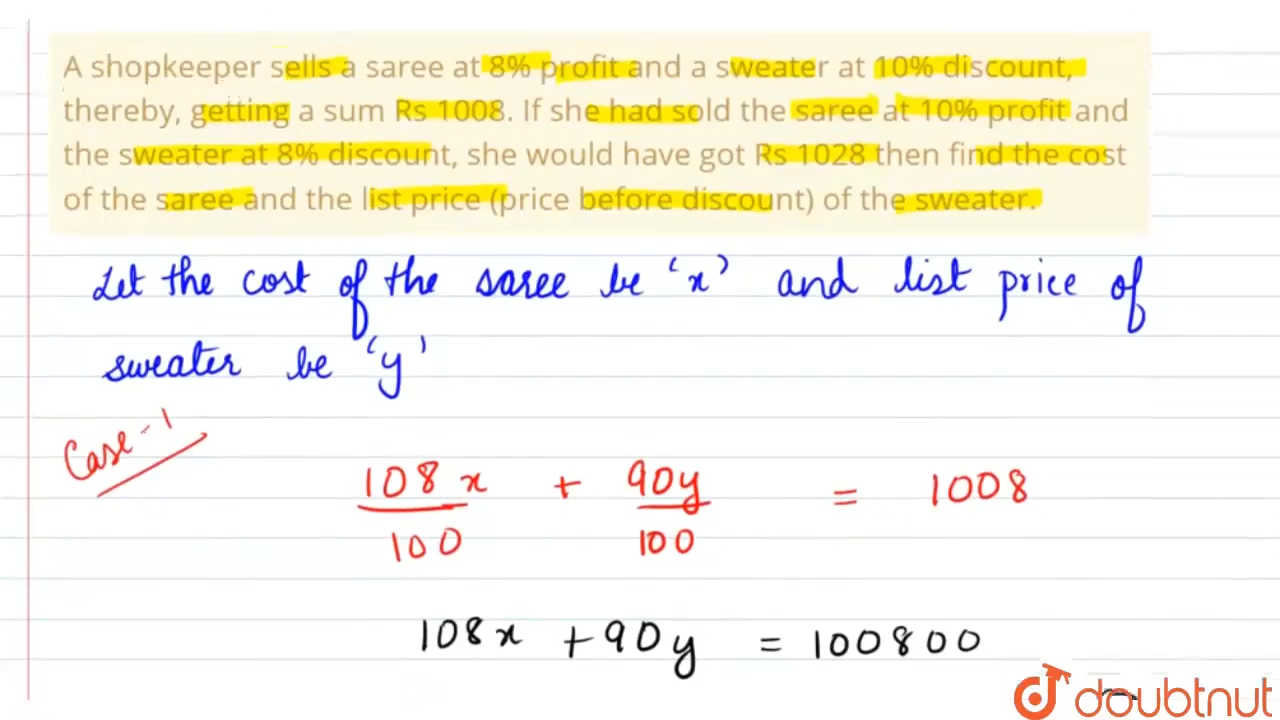 A shopkeeper sells a saree at 8% profit and a sweater at 10% discount,
thereby, getting a sum Rs 1008. If she had sold the saree at 10% profit and
the sweater at 8% discount, she would have got Rs 1028 then find the cost
of the saree and the list price (price before discount) of the sweater.
Let the cost of the saree be ‘x’ and list price of
sweater be ‘y’
Case-1
108x/100 + 90y/100 = 1008
108x + 90y = 100800
doubtnut